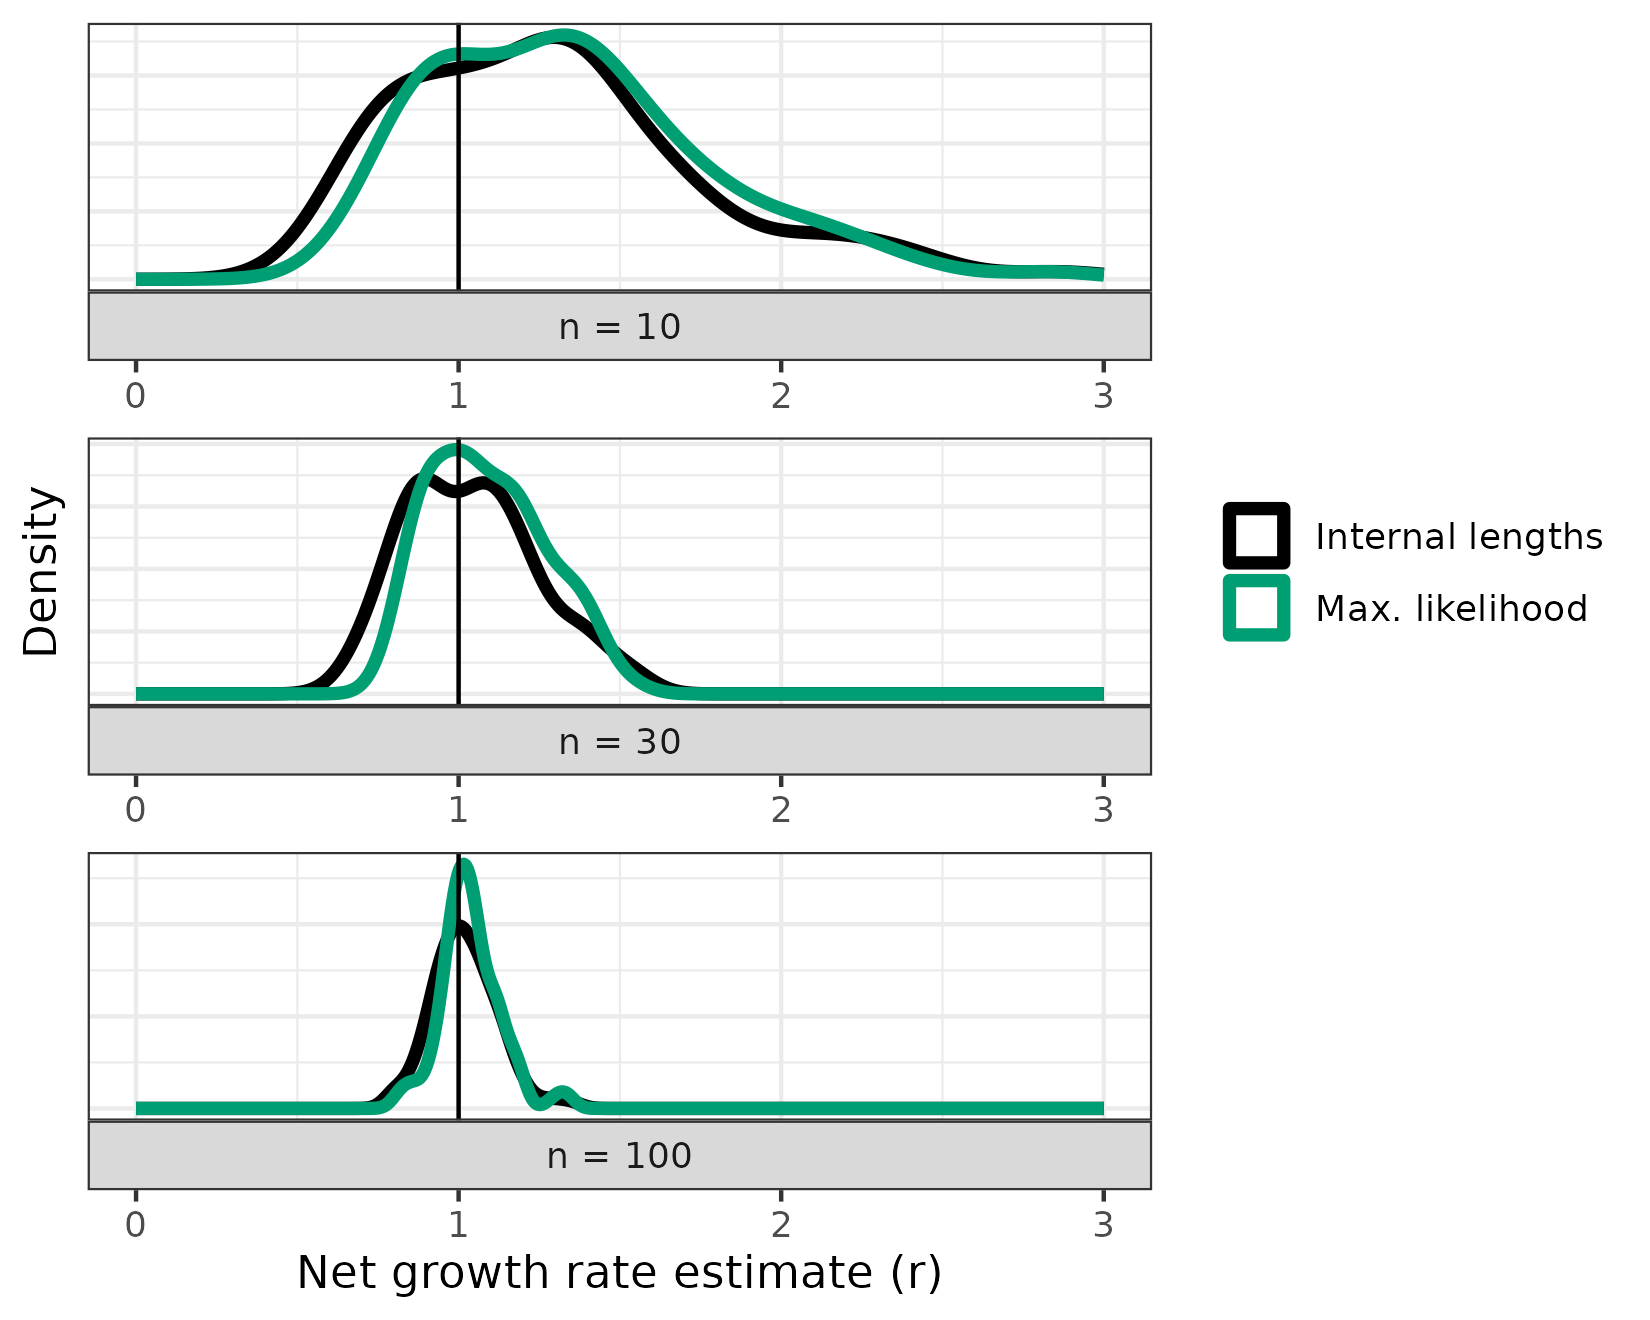 n = 10
0 1 2 3
Density
n = 30
0 1 2 3
Internal lengths
Max. likelihood
n = 100
0 1 2 3
Net growth rate estimate (r)